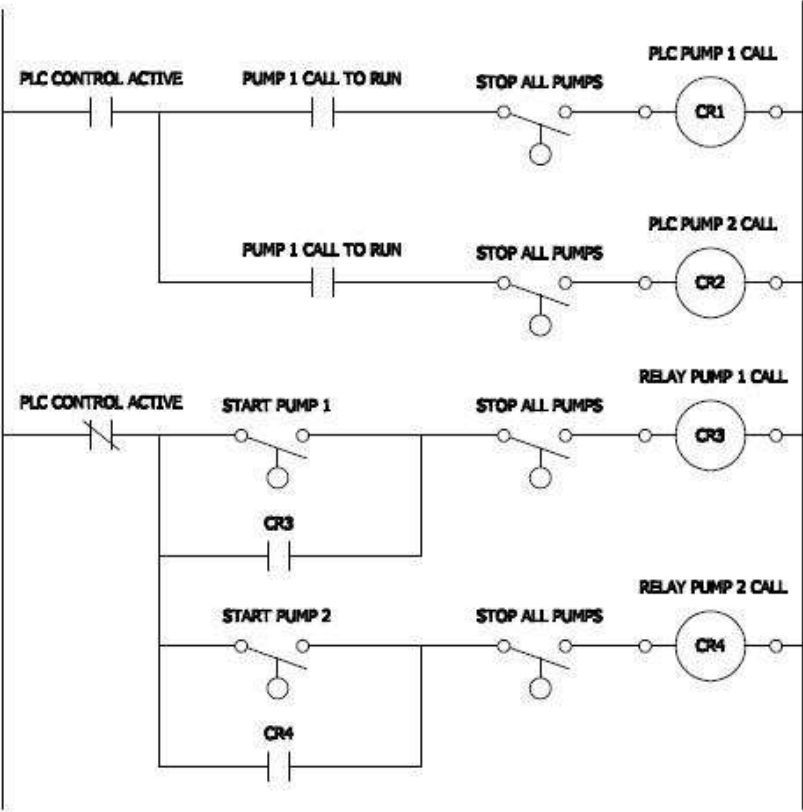 PLC PUMP 1 CALL
PLC CONTROL ACTIVE
PUMP 1 CALL TO RUN
STOP ALL PUMPS
CR1
PLC PUMP 2 CALL
PUMP 1 CALL TO RUN
STOP ALL PUMPS
CR2
RELAY PUMP 1 CALL
PLC CONTROL ACTIVE
START PUMP 1
STOP ALL PUMPS
CR3
CR3
RELAY PUMP 2 CALL
START PUMP 2
STOP ALL PUMPS
CR4
CR4